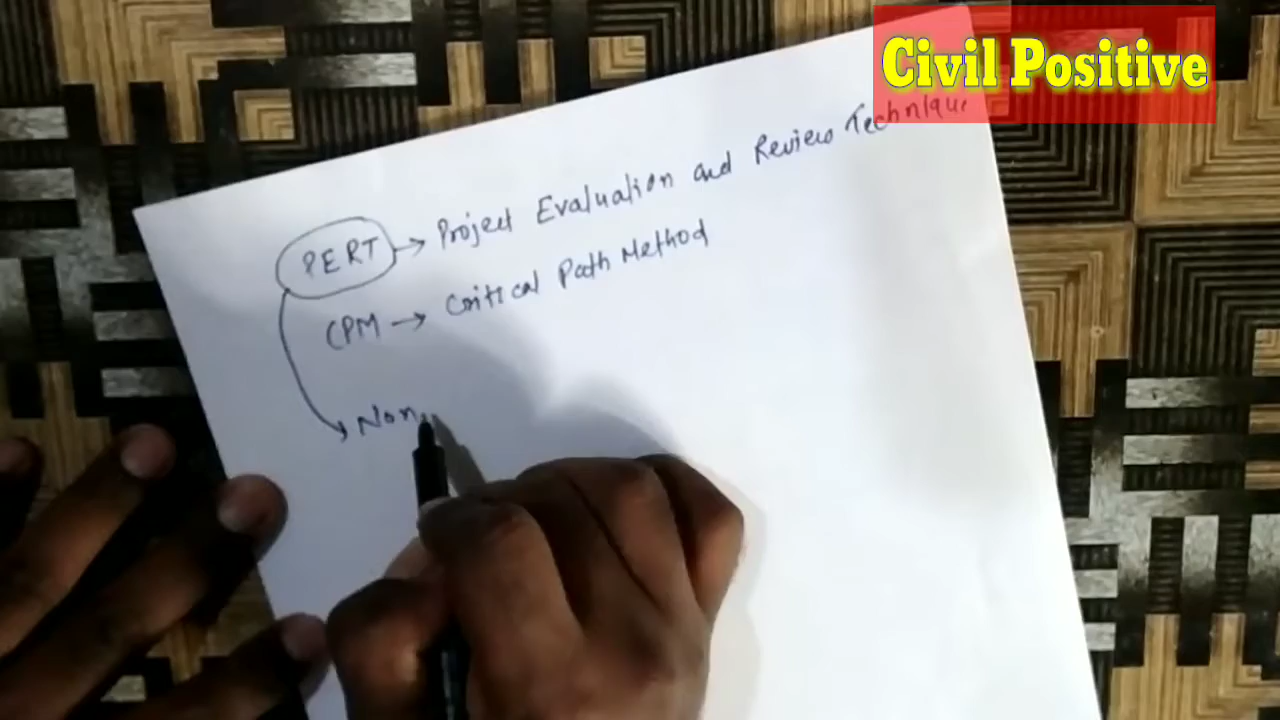 Civil Positive
PERT → Project Evaluation and Review Technique
CPM → Critical Path Method
Non